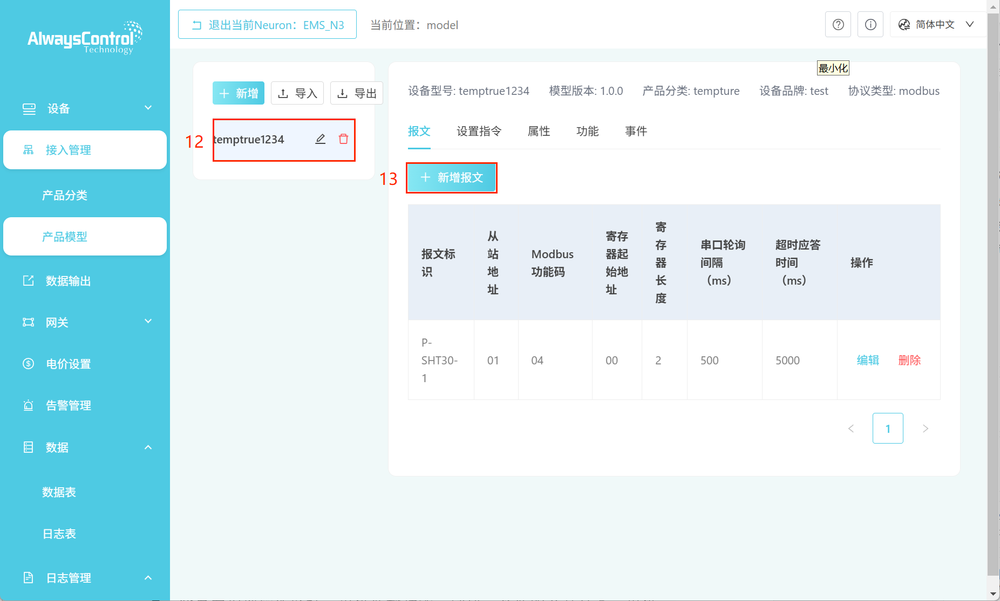 AlwaysControl
Technology
设备
接入管理
产品分类
产品模型
数据输出
网关
电价设置
告警管理
数据
数据表
日志表
日志管理
退出当前Neuron：EMS_N3
当前位置：model
简体中文
最小化
新增
导入
导出
12
temptrue1234
设备型号: temptrue1234 模型版本: 1.0.0 产品分类: tempture 设备品牌: test 协议类型: modbus
报文 设置指令 属性 功能 事件
13
新增报文
报文标
识
从
站
地
址
Modbus
功能码
寄存
器起
始地
址
寄
存
器
长
度
串口轮询
间隔
（ms）
超时应答
时间
（ms）
操作
P-
SHT30-
1
01
04
00
2
500
5000
编辑
删除
1